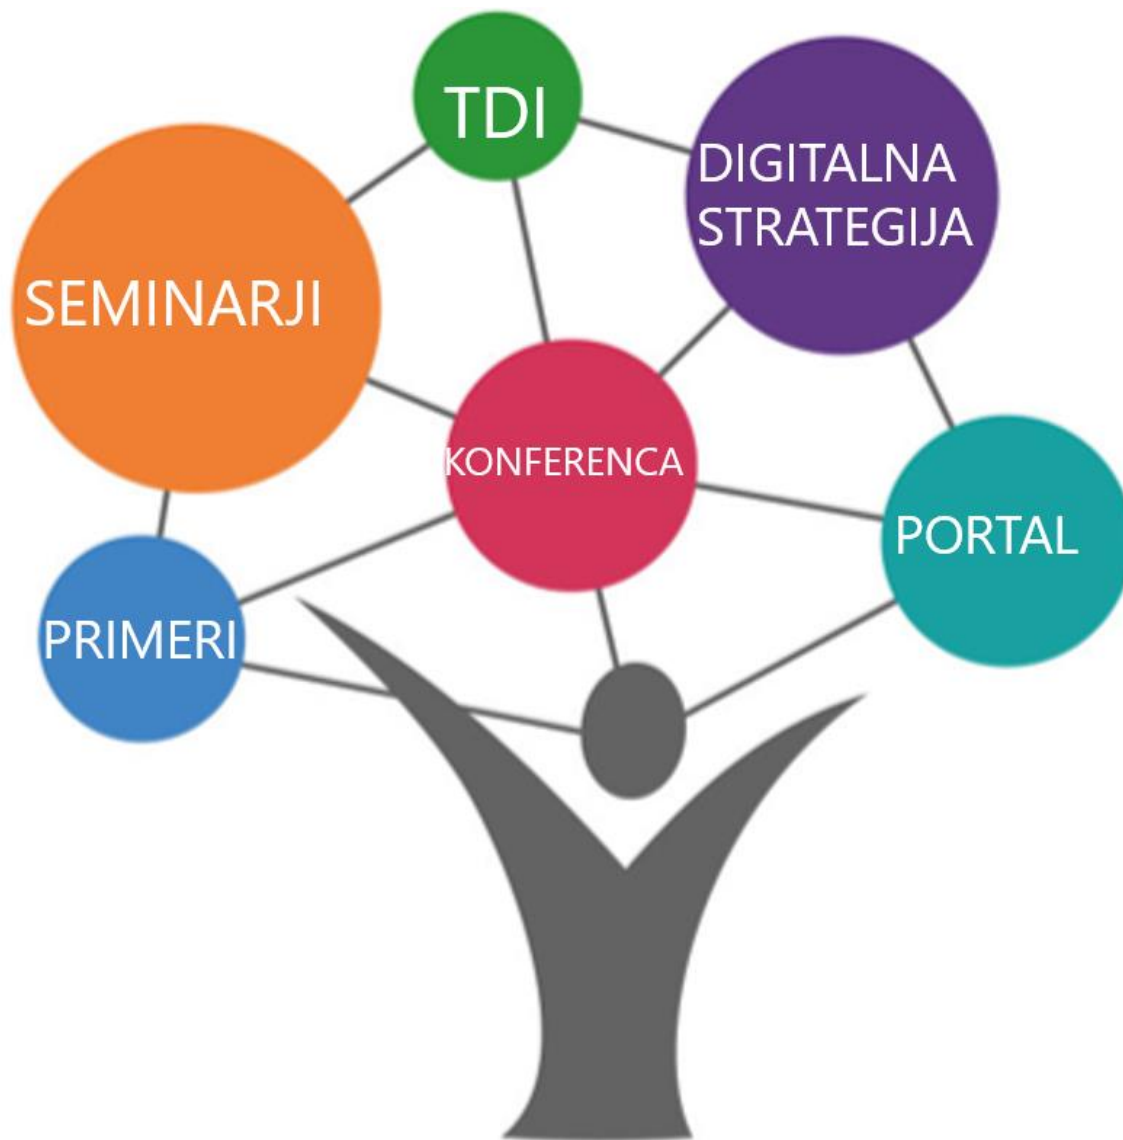 TDI
DIGITALNA
STRATEGIJA
SEMINARJI
KONFERENCA
PORTAL
PRIMERI